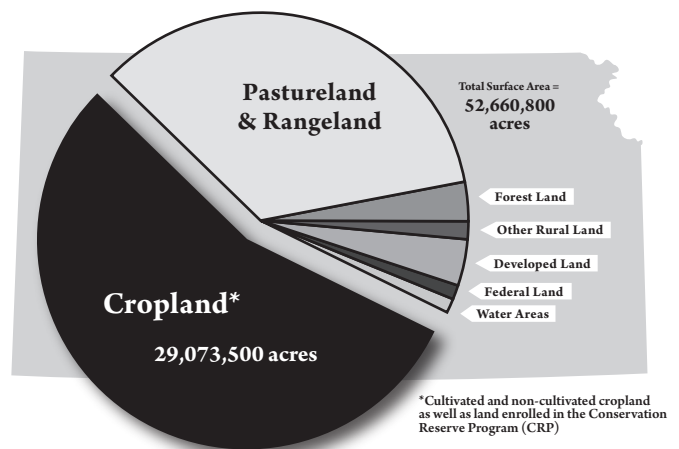 Pastureland
& Rangeland
Total Surface Area =
52,660,800
acres
Forest Land
Other Rural Land
Developed Land
Federal Land
Water Areas
Cropland*
29,073,500 acres
*Cultivated and non-cultivated cropland
as well as land enrolled in the Conservation
Reserve Program (CRP)